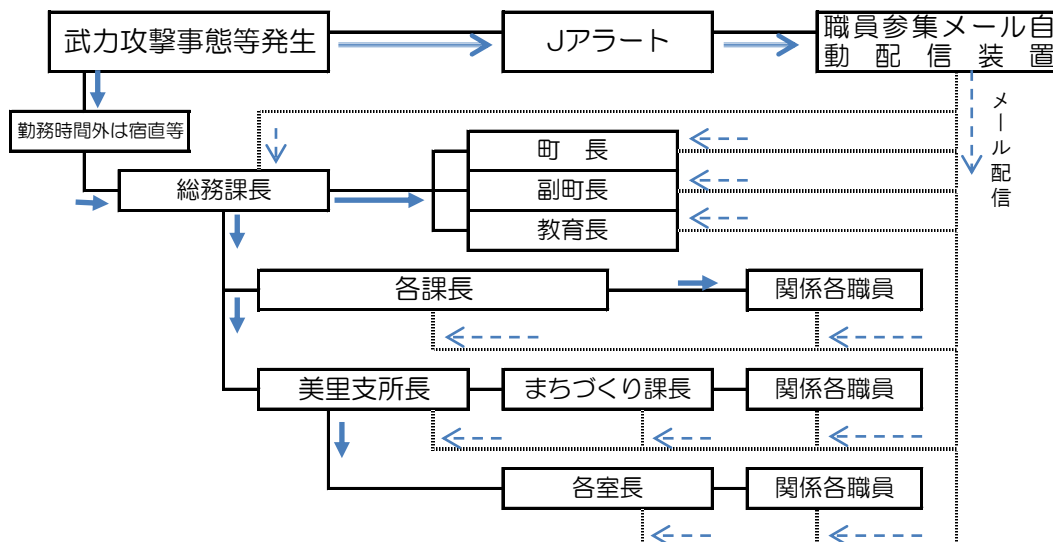 武力攻撃事態等発生
Jアラート
職員参集メール自
動配信装置
勤務時間外は宿直等
メール配信
町　長
総務課長
副町長
教育長
各課長
関係各職員
美里支所長
まちづくり課長
関係各職員
各室長
関係各職員